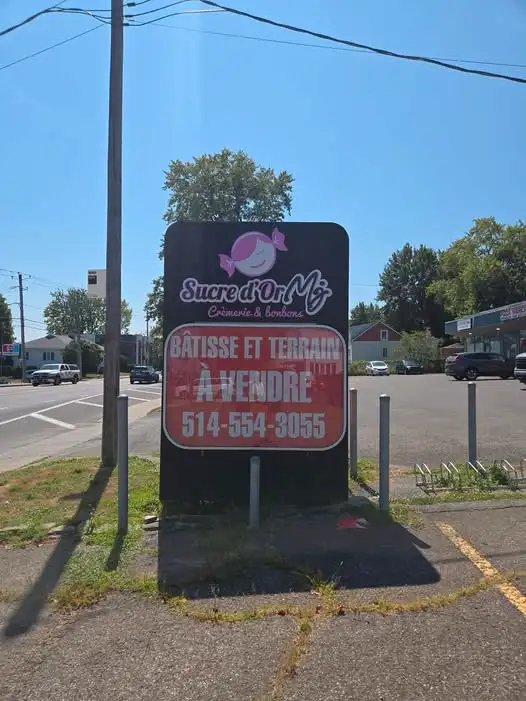 Sucre d'Or Mj
Crèmerie & bonbons
BÂTISSE ET TERRAIN
À VENDRE
514-554-3055